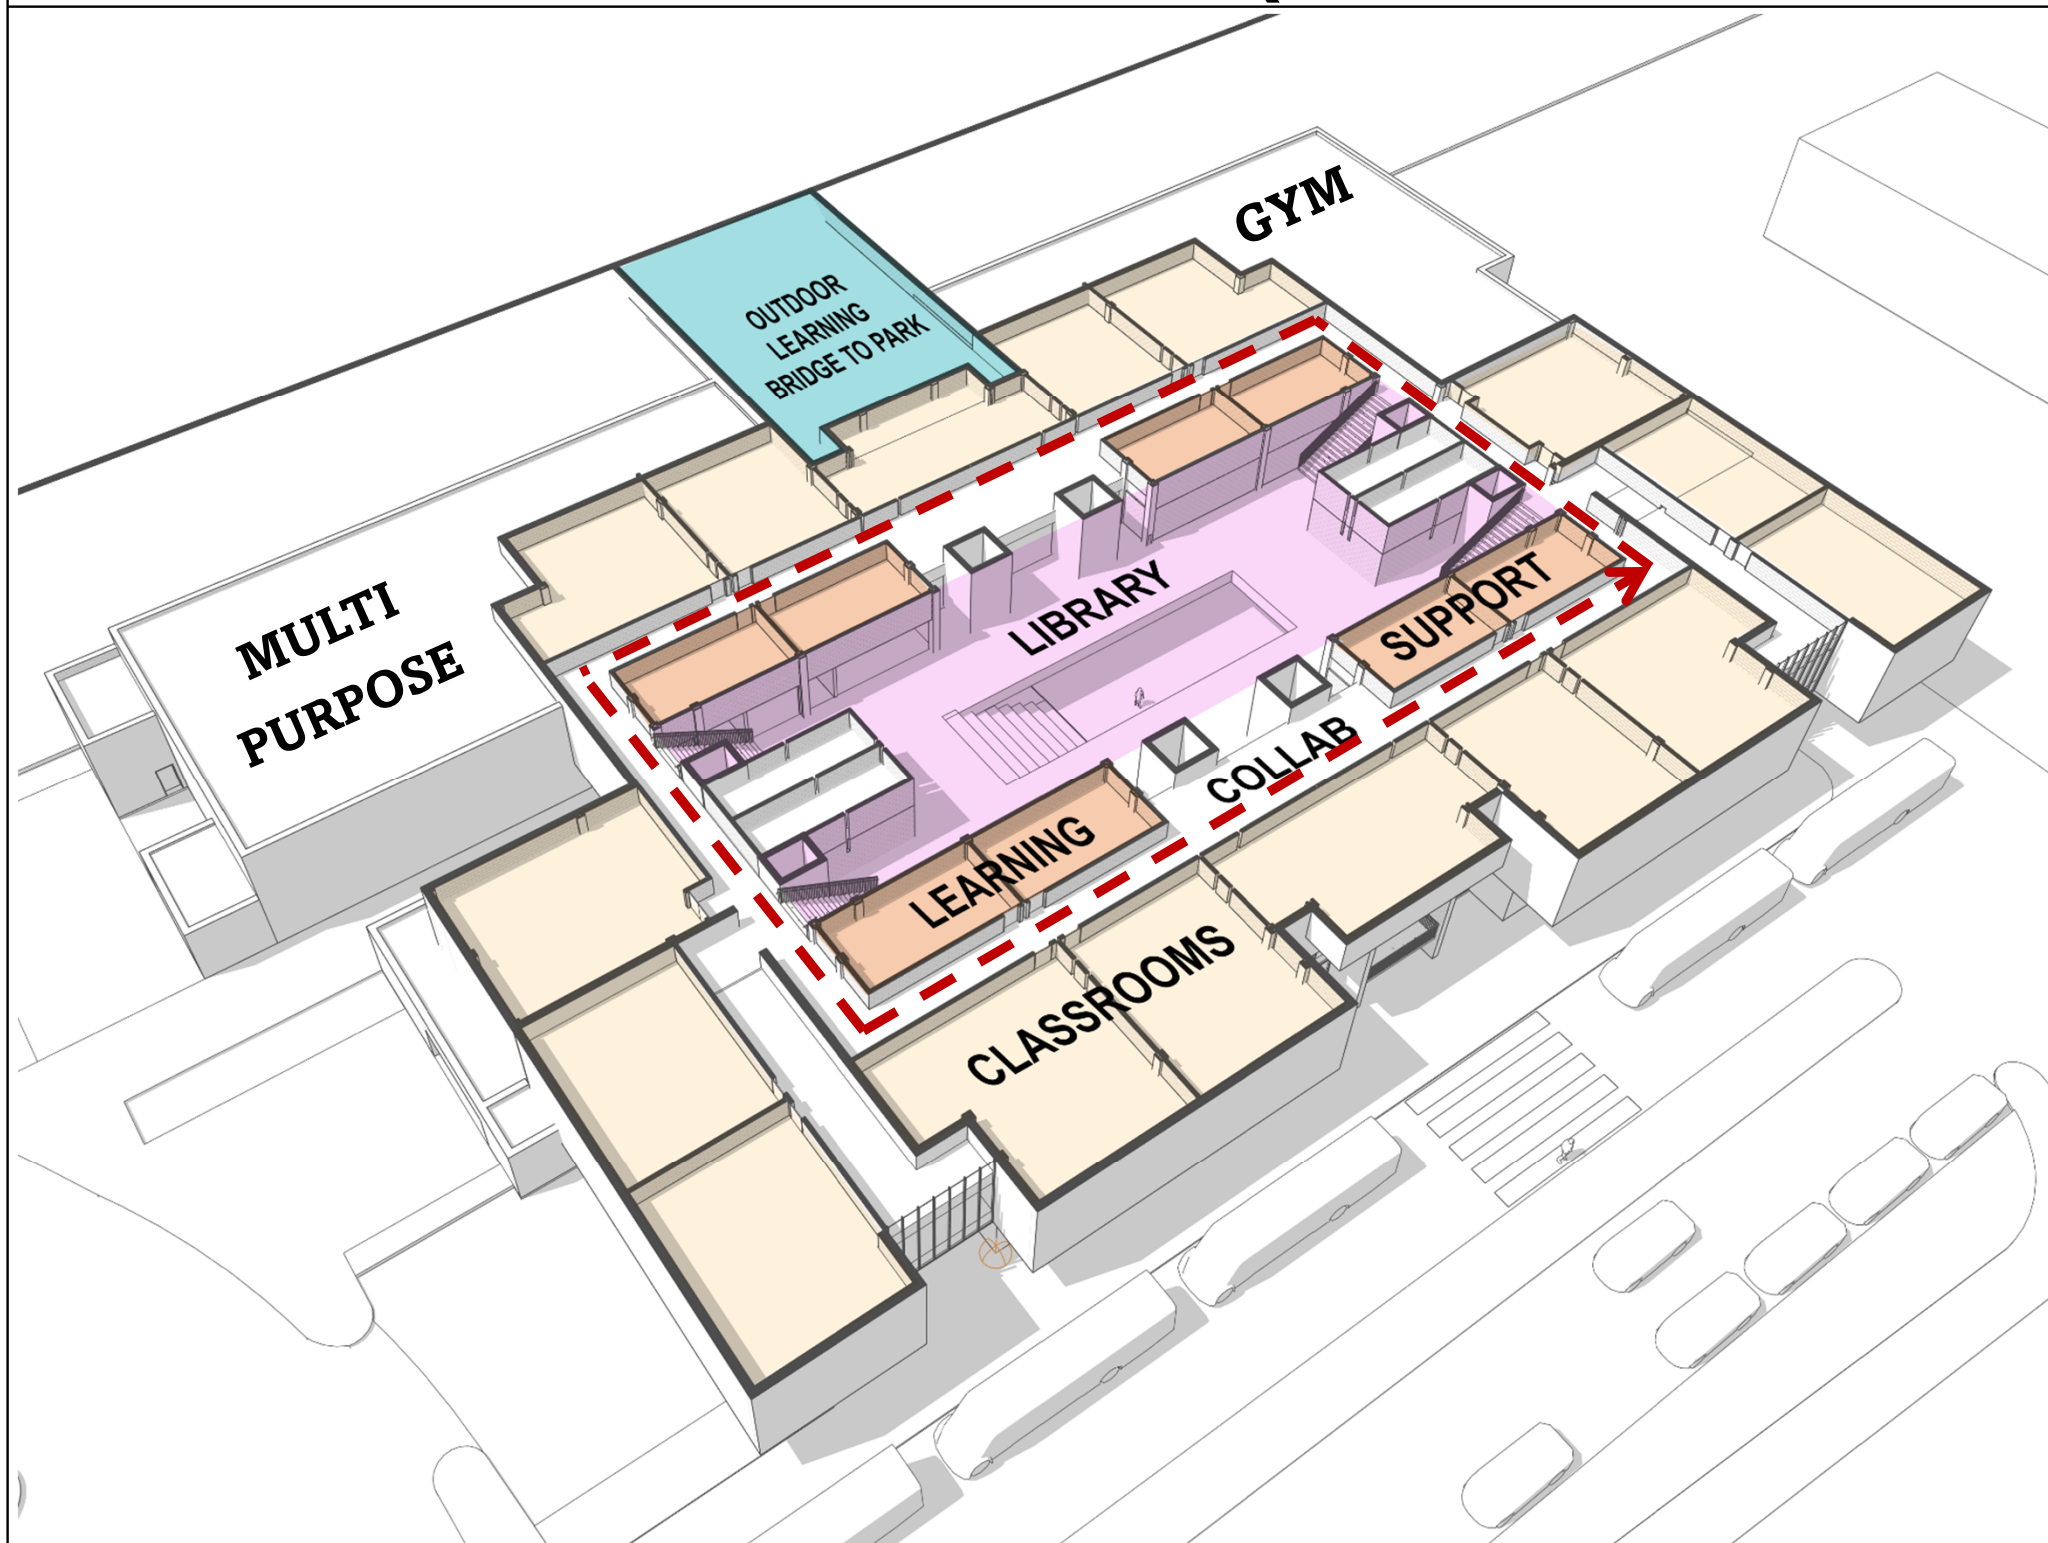 GYM
OUTDOOR
LEARNING
BRIDGE TO PARK
MULTI
PURPOSE
LIBRARY
SUPPORT
COLLAB
LEARNING
CLASSROOMS